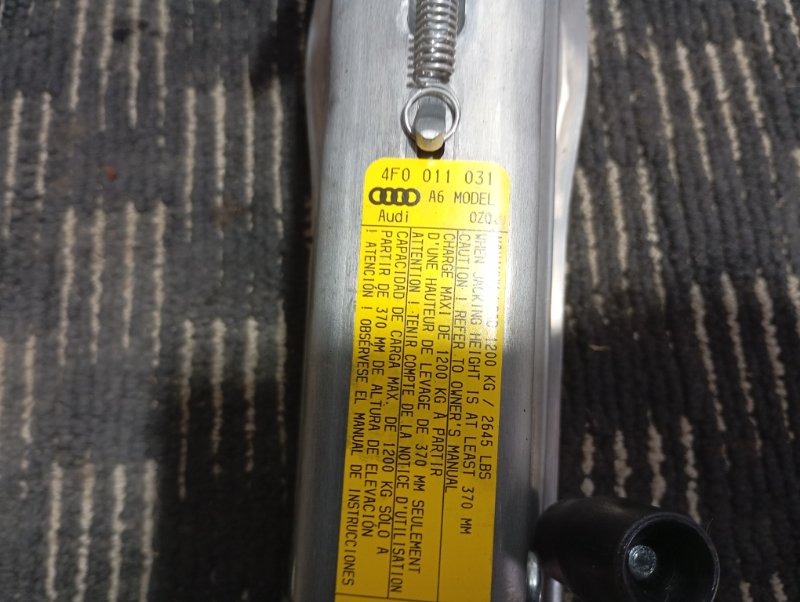 4F0 011 031
A6 MODEL
Audi
1200 KG / 2645 LBS
WHEN JACKING HEIGHT IS AT LEAST 370 MM
CAUTION ! REFER TO OWNER'S MANUAL
CHARGE MAXI DE 1200 KG A PARTIR
D'UNE HAUTEUR DE LEVAGE DE 370 MM SEULEMENT
ATTENTION ! TENIR COMPTE DE LA NOTICE D'UTILISATION
CAPACIDAD DE CARGA MAX. DE 1200 KG SOLO A
PARTIR DE 370 MM DE ALTURA DE ELEVACIÓN
! ATENCIÓN ! OBSÉRVESE EL MANUAL DE INSTRUCCIONES